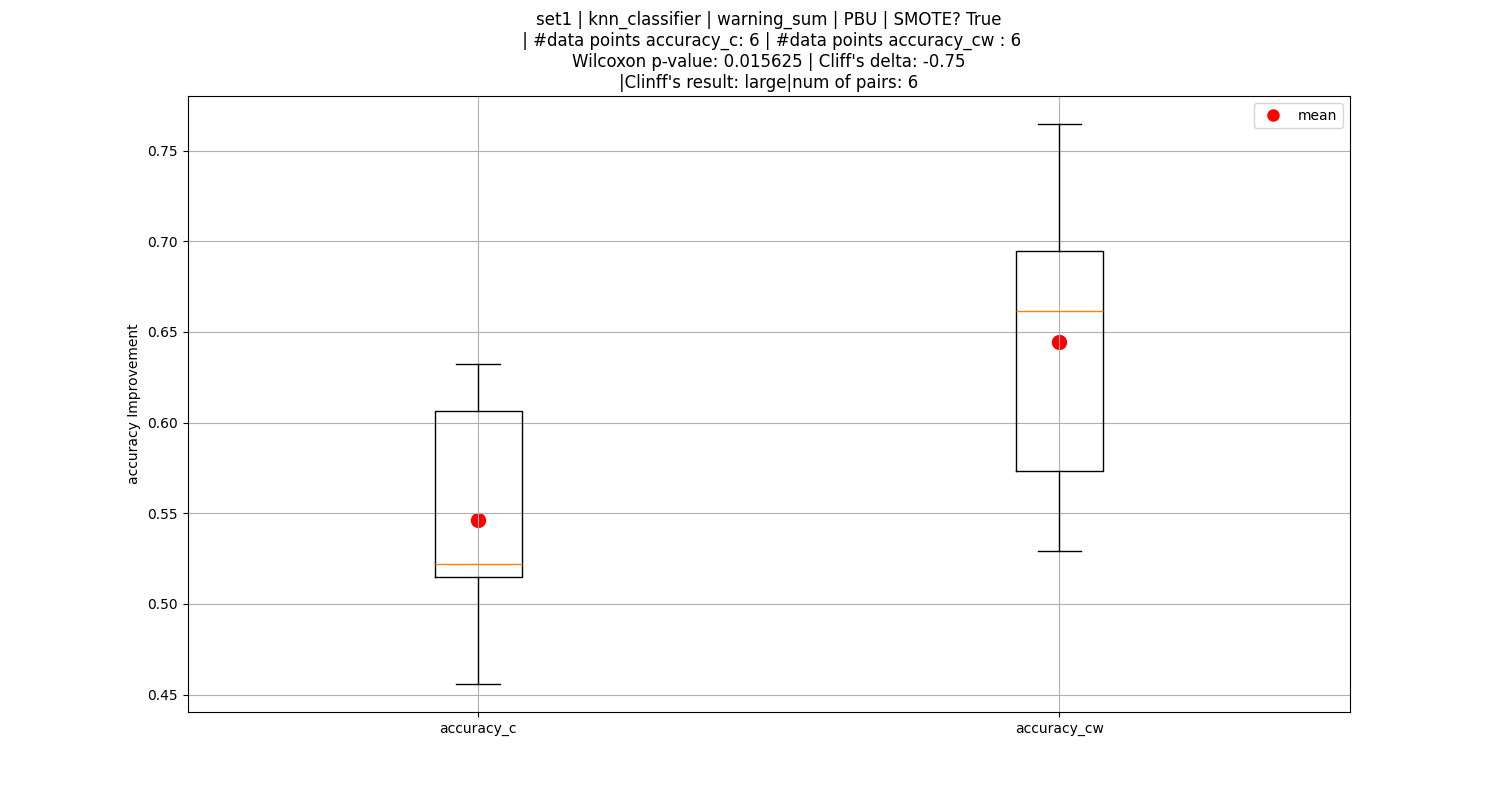 set1 | knn_classifier | warning_sum | PBU | SMOTE? True
| #data points accuracy_c: 6 | #data points accuracy_cw : 6
Wilcoxon p-value: 0.015625 | Cliff's delta: -0.75
|Clinff's result: large|num of pairs: 6
mean
0.75
0.70
0.65
0.60
0.55
0.50
0.45
accuracy Improvement
accuracy_c
accuracy_cw